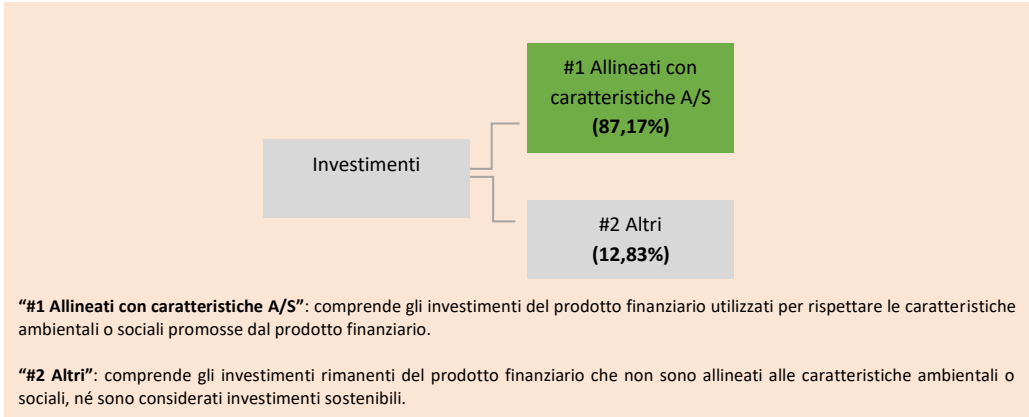 #1 Allineati con
caratteristiche A/S
(87,17%)
Investimenti
#2 Altri
(12,83%)
“#1 Allineati con caratteristiche A/S”: comprende gli investimenti del prodotto finanziario utilizzati per rispettare le caratteristiche
ambientali o sociali promosse dal prodotto finanziario.
“#2 Altri”: comprende gli investimenti rimanenti del prodotto finanziario che non sono allineati alle caratteristiche ambientali o
sociali, né sono considerati investimenti sostenibili.